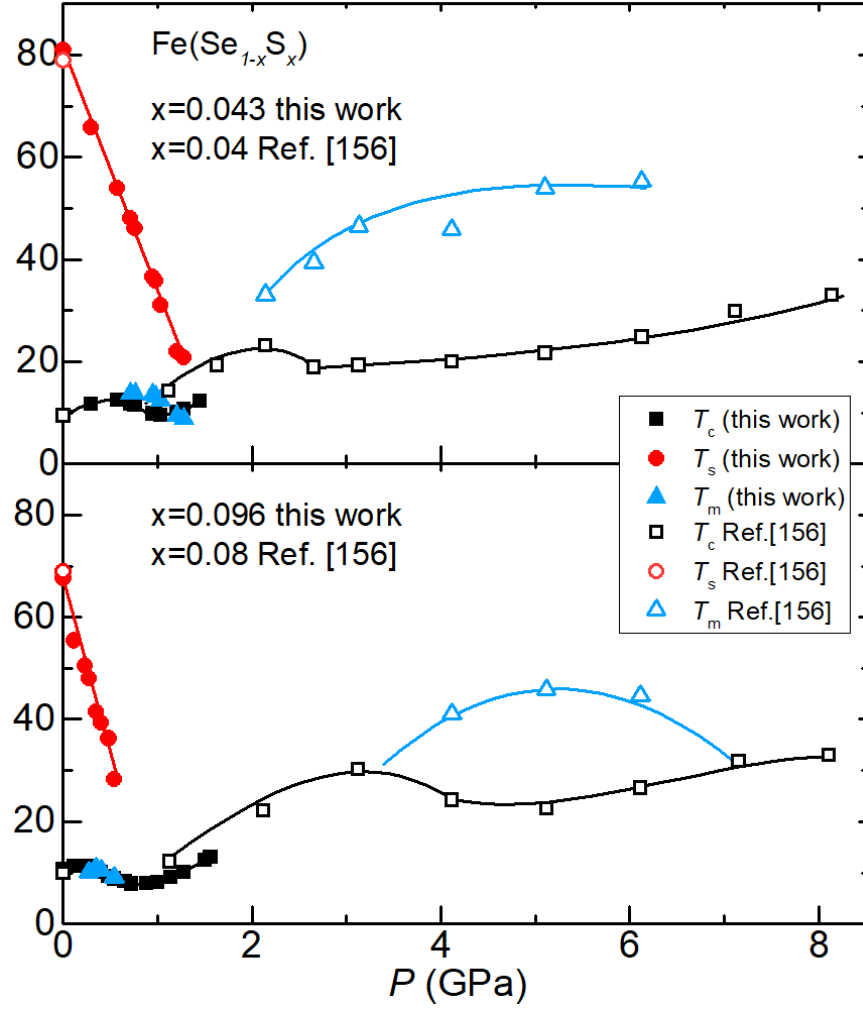 80
60
40
20
0
Fe(Se1-xSx)
x=0.043 this work
x=0.04 Ref. [156]
80
60
40
20
0
x=0.096 this work
x=0.08 Ref. [156]
Tc (this work)
Ts (this work)
Tm (this work)
Tc Ref.[156]
Ts Ref.[156]
Tm Ref.[156]
0 2 4 6 8
P (GPa)